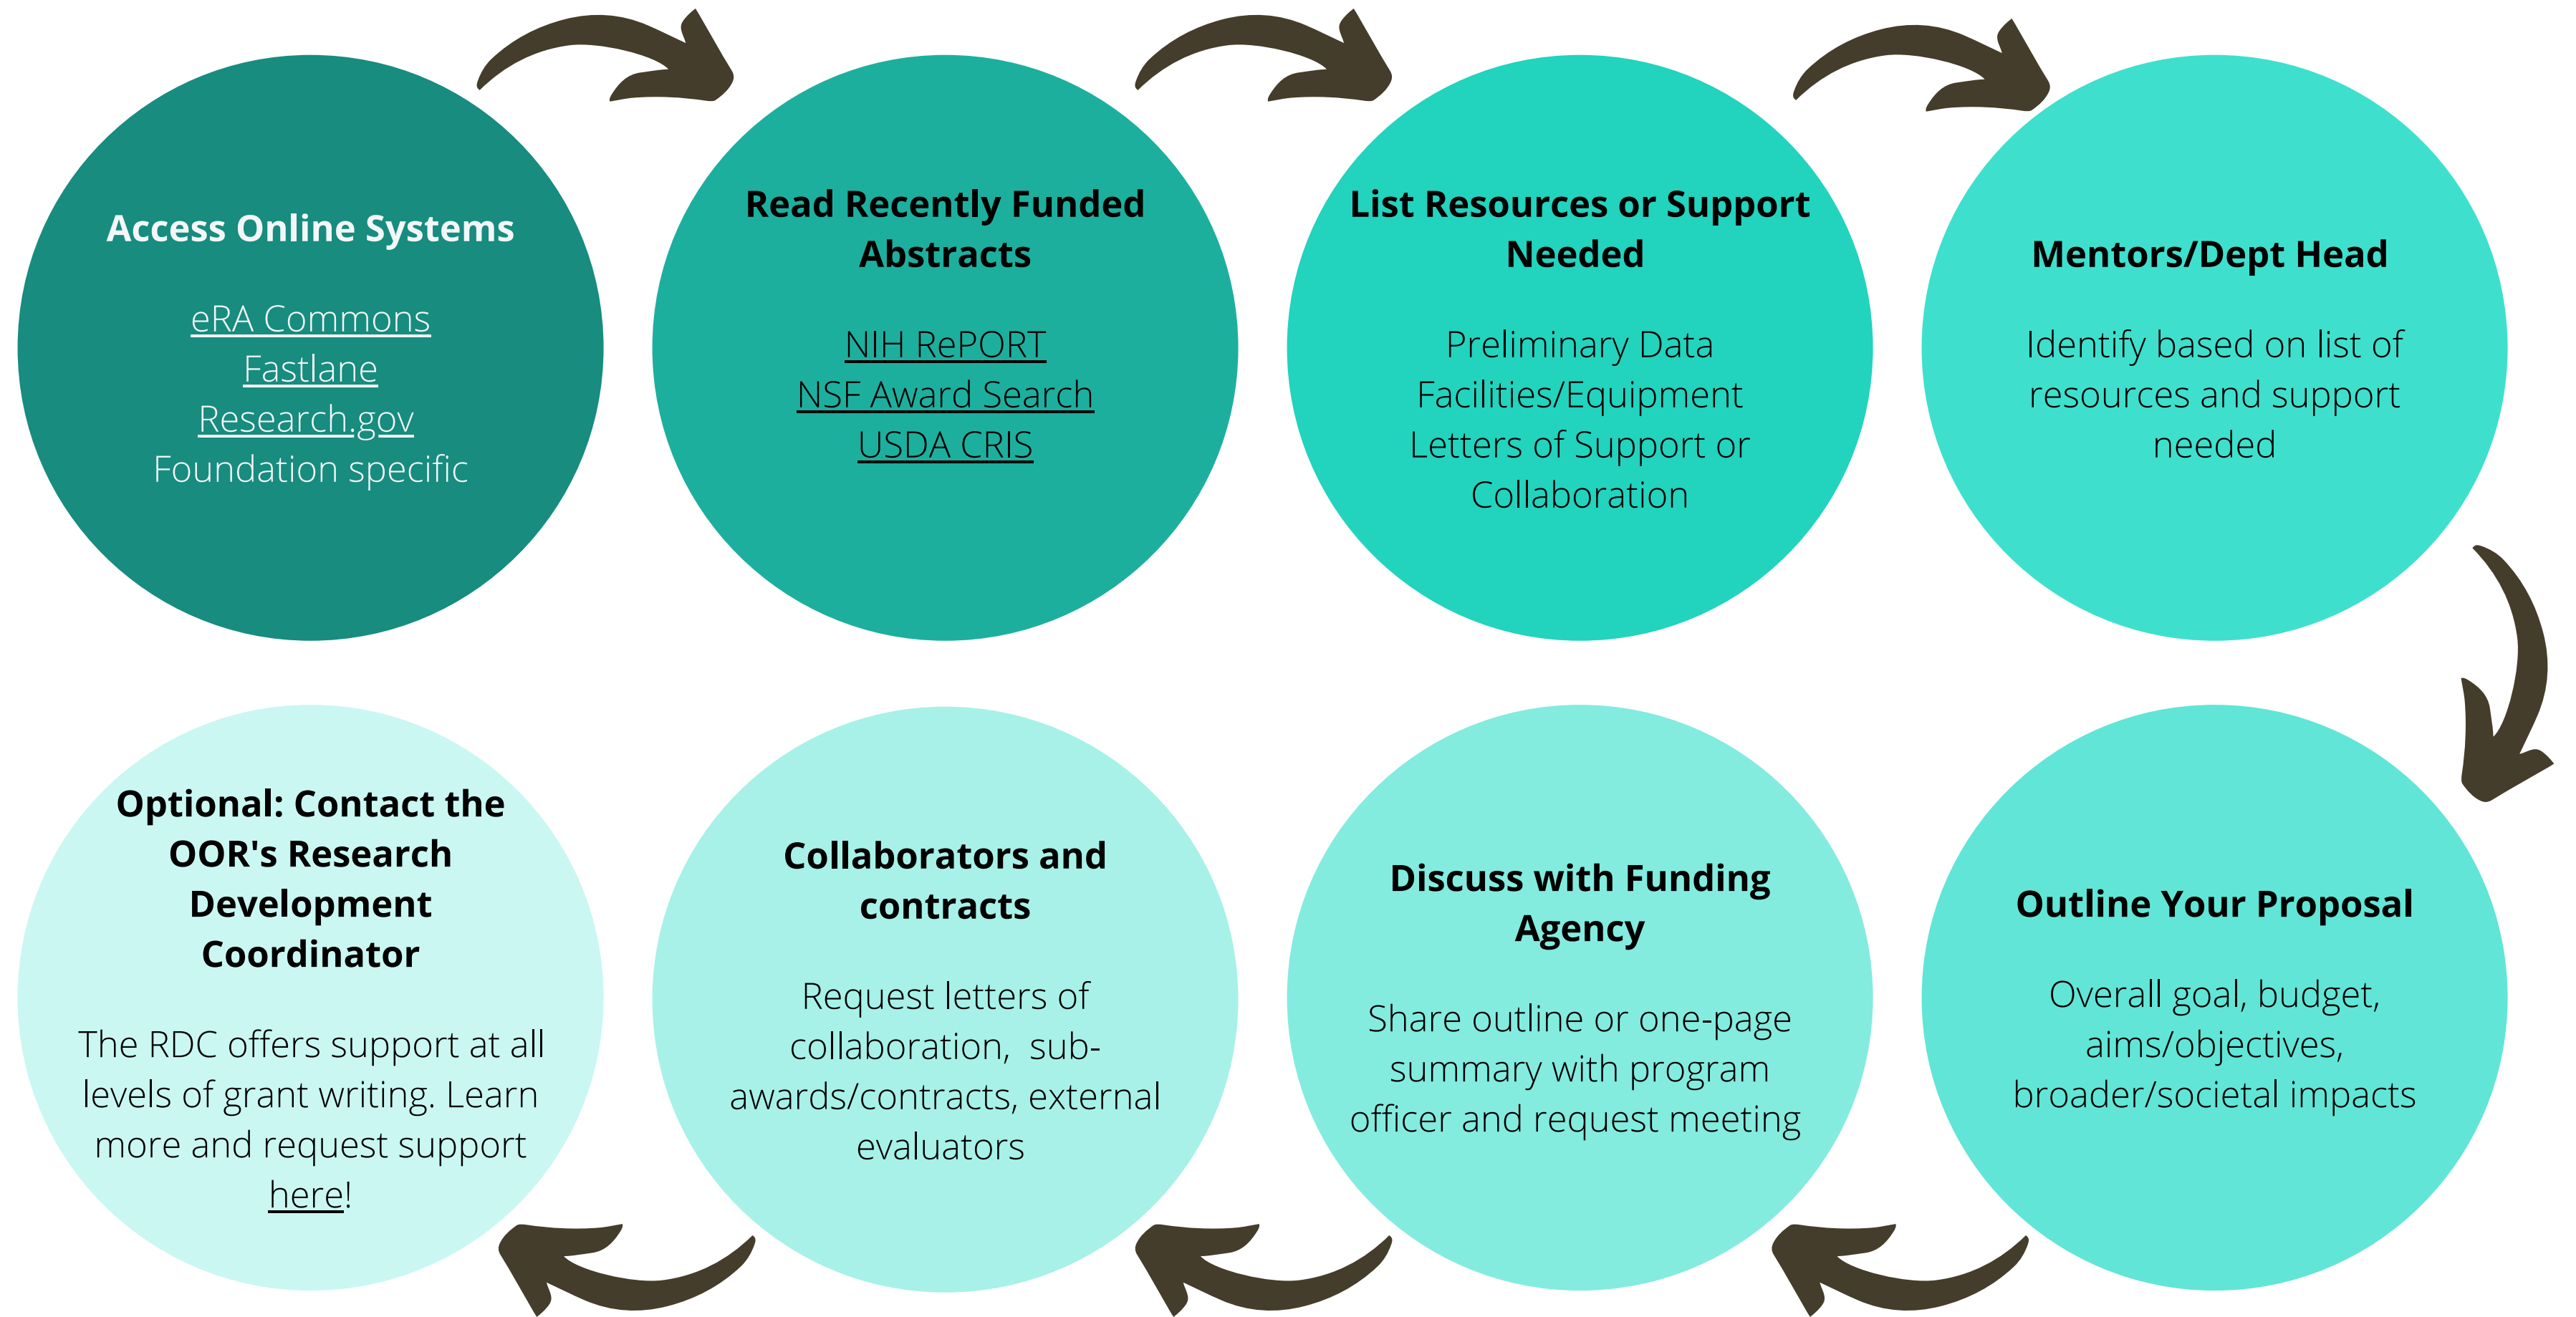 Access Online Systems
eRA Commons
Fastlane
Research.gov
Foundation specific
Read Recently Funded
Abstracts
NIH RePORT
NSF Award Search
USDA CRIS
List Resources or Support
Needed
Preliminary Data
Facilities/Equipment
Letters of Support or
Collaboration
Mentors/Dept Head
Identify based on list of
resources and support
needed
Outline Your Proposal
Overall goal, budget,
aims/objectives,
broader/societal impacts
Discuss with Funding
Agency
Share outline or one-page
summary with program
officer and request meeting
Collaborators and
contracts
Request letters of
collaboration,  sub-
awards/contracts, external
evaluators
Optional: Contact the
OOR's Research
Development
Coordinator
The RDC offers support at all
levels of grant writing. Learn
more and request support
here!